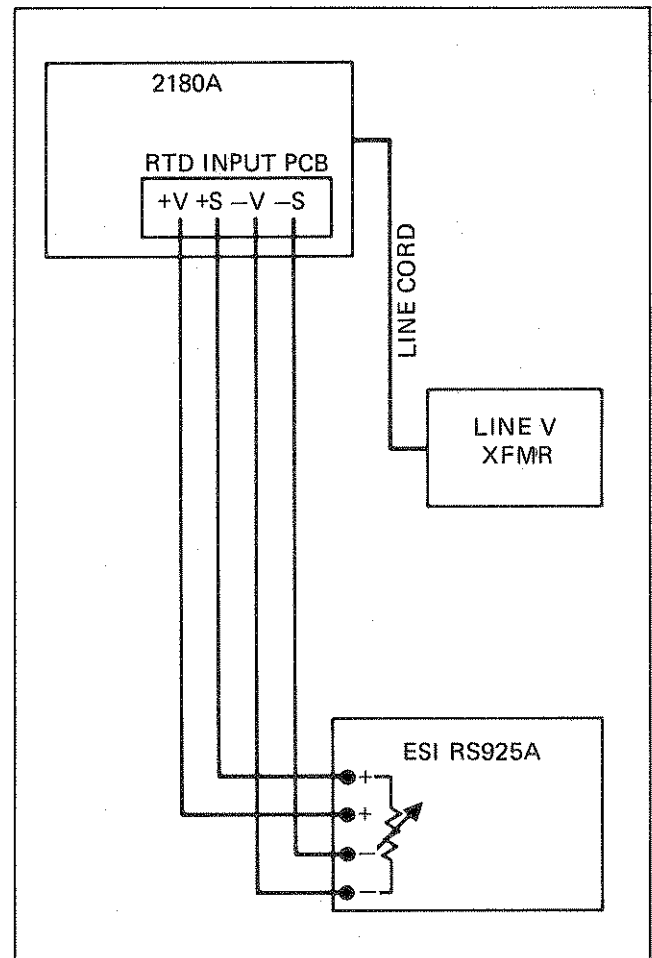 2180A
RTD INPUT PCB
+V +S −V −S
LINE CORD
LINE V
XFMR
ESI RS925A
+
+
−
−